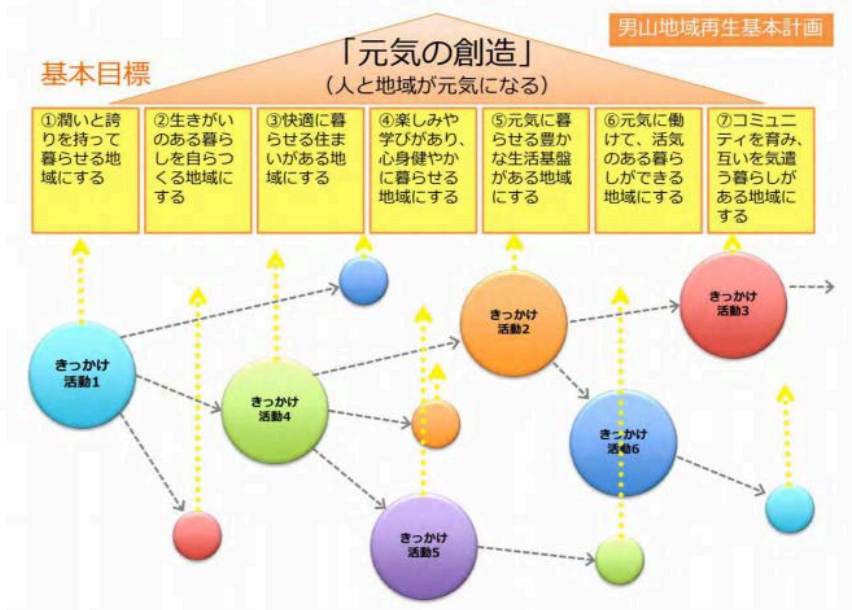 男山地域再生基本計画
「元気の創造」
(人と地域が元気になる)
基本目標
①潤いと誇
りを持って
暮らせる地
域にする
②生きがい
のある暮ら
しを自らつ
くる地域に
する
③快適に暮
らせる住ま
いがある地
域にする
④楽しみや
学びがあり、
心身健やか
に暮らせる
地域にする
⑤元気に暮
らせる豊か
な生活基盤
がある地域
にする
⑥元気に働
けて、活気
のある暮ら
しができる
地域にする
⑦コミュニ
ティを育み、
互いを気遣
う暮らしが
ある地域に
する
きっかけ
活動1
きっかけ
活動4
きっかけ
活動2
きっかけ
活動3
きっかけ
活動6
きっかけ
活動5